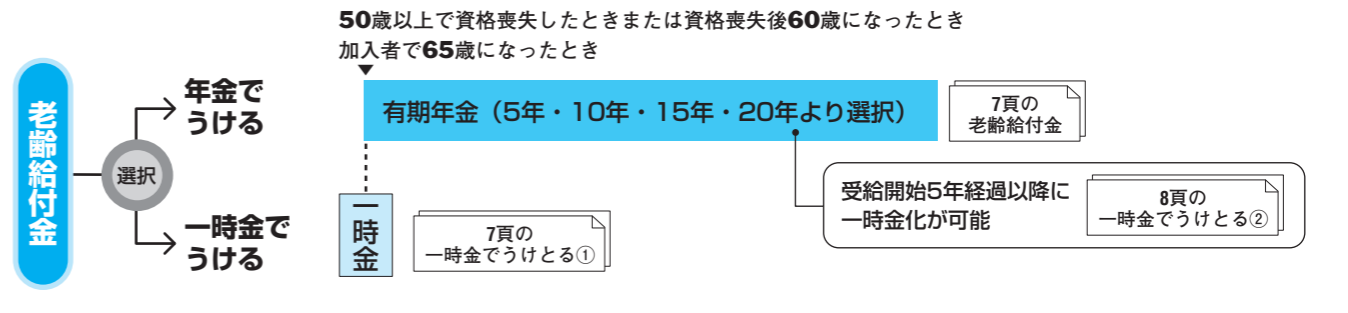 50歳以上で資格喪失したときまたは資格喪失後60歳になったとき
加入者で65歳になったとき
老齢給付金
選択
年金で
うける
一時金で
うける
有期年金（5年・10年・15年・20年より選択）
7頁の
老齢給付金
一時金
7頁の
一時金でうけとる①
受給開始5年経過以降に
一時金化が可能
8頁の
一時金でうけとる②